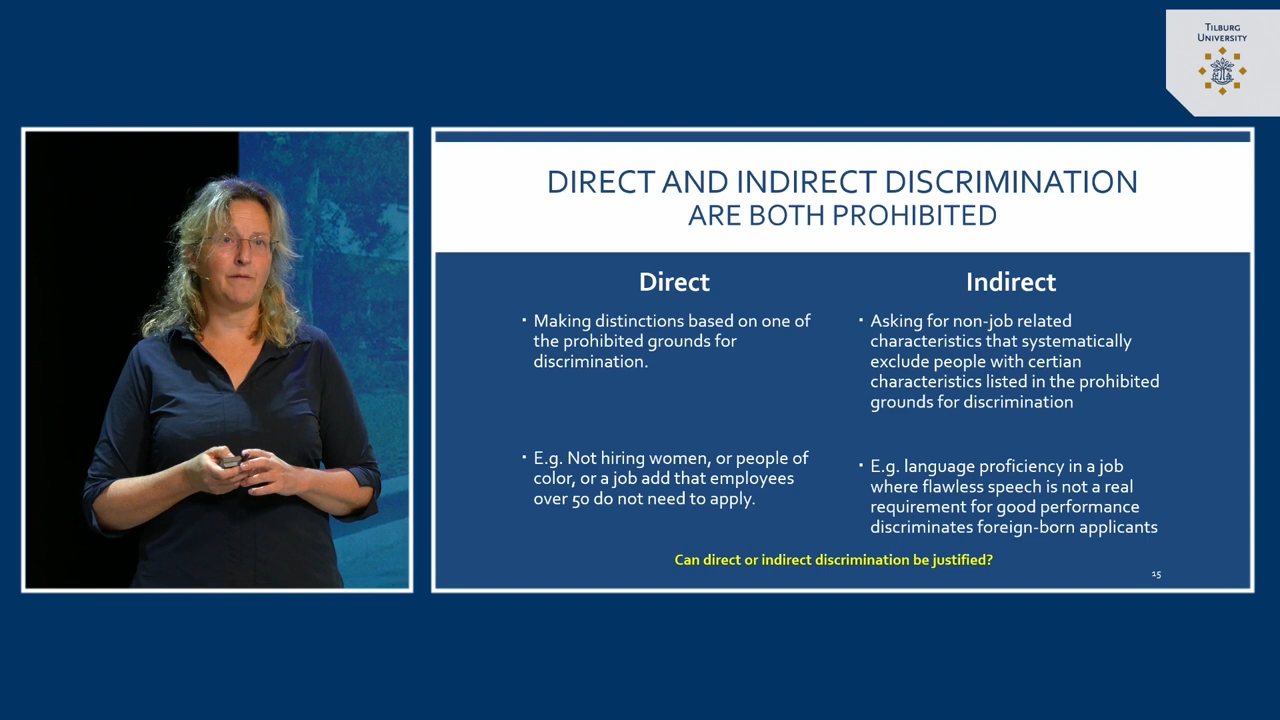 TILBURG
UNIVERSITY
DIRECT AND INDIRECT DISCRIMINATION
ARE BOTH PROHIBITED
Direct
▪ Making distinctions based on one of
the prohibited grounds for
discrimination.
▪ E.g. Not hiring women, or people of
color, or a job add that employees
over 50 do not need to apply.
Indirect
▪ Asking for non-job related
characteristics that systematically
exclude people with certian
characteristics listed in the prohibited
grounds for discrimination
▪ E.g. language proficiency in a job
where flawless speech is not a real
requirement for good performance
discriminates foreign-born applicants
Can direct or indirect discrimination be justified?
15